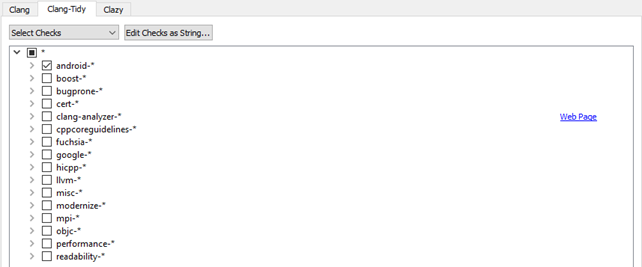 Clang Clang-Tidy Clazy
Select Checks Edit Checks as String...
*
android-*
boost-*
bugprone-*
cert-*
clang-analyzer-* Web Page
cppcoreguidelines-*
fuchsia-*
google-*
hicpp-*
llvm-*
misc-*
modernize-*
mpi-*
objc-*
performance-*
readability-*